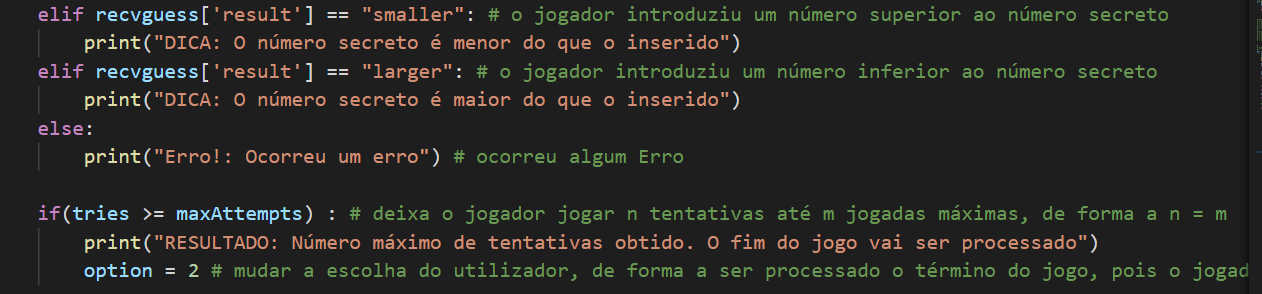 elif recvguess['result'] == "smaller": # o jogador introduziu um número superior ao número secreto
print("DICA: O número secreto é menor do que o inserido")
elif recvguess['result'] == "larger": # o jogador introduziu um número inferior ao número secreto
print("DICA: O número secreto é maior do que o inserido")
else:
print("Erro!: Ocorreu um erro") # ocorreu algum Erro
if(tries >= maxAttempts) : # deixa o jogador jogar n tentativas até m jogadas máximas, de forma a n = m
print("RESULTADO: Número máximo de tentativas obtido. O fim do jogo vai ser processado")
option = 2 # mudar a escolha do utilizador, de forma a ser processado o término do jogo, pois o jogad